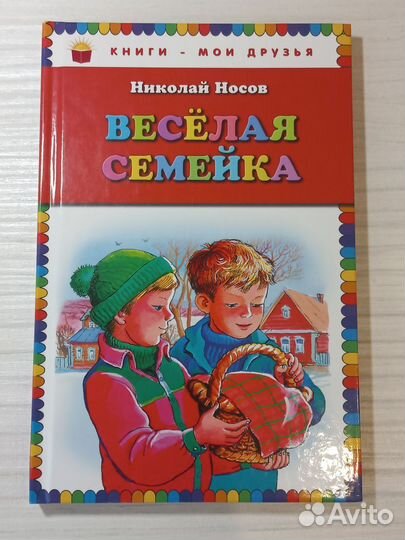 КНИГИ - МОИ ДРУЗЬЯ
Николай Носов
ВЕСЁЛАЯ
СЕМЕЙКА
Avito